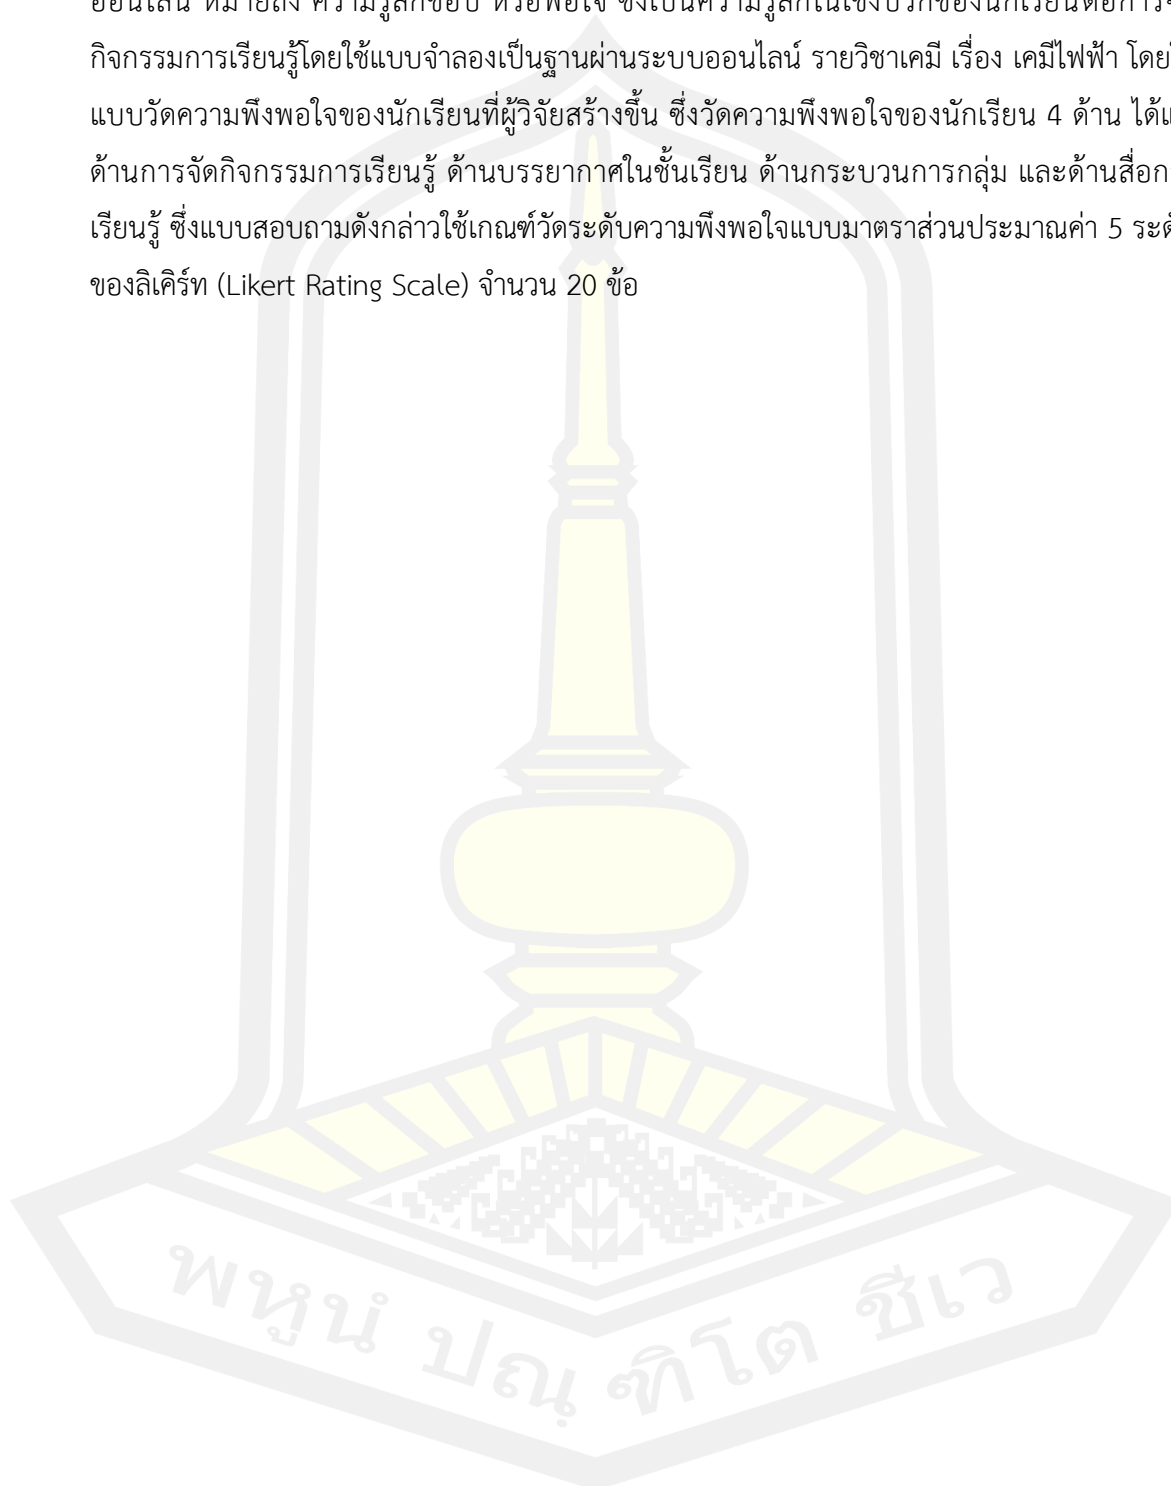 ออนไลน์ หมายถึง ความรู้สึกชอบ หรือพอใจ ซึ่งเป็นความรู้สึกในเชิงบวกของนักเรียนต่อการ
กิจกรรมการเรียนรู้โดยใช้แบบจำลองเป็นฐานผ่านระบบออนไลน์ รายวิชาเคมี เรื่อง เคมีไฟฟ้า
แบบวัดความพึงพอใจของนักเรียนที่ผู้วิจัยสร้างขึ้น ซึ่งวัดความพึงพอใจของนักเรียน 4 ด้าน
ด้านการจัดกิจกรรมการเรียนรู้ ด้านบรรยากาศในชั้นเรียน ด้านกระบวนการกลุ่ม และด้านสื่อ
เรียนรู้ ซึ่งแบบสอบถามดังกล่าวใช้เกณฑ์วัดระดับความพึงพอใจแบบมาตราส่วนประมาณค่า 5
ของลิเคิร์ท (Likert Rating Scale) จำนวน 20 ข้อ
พหูนํ ปณฺฑิโต ชีเว